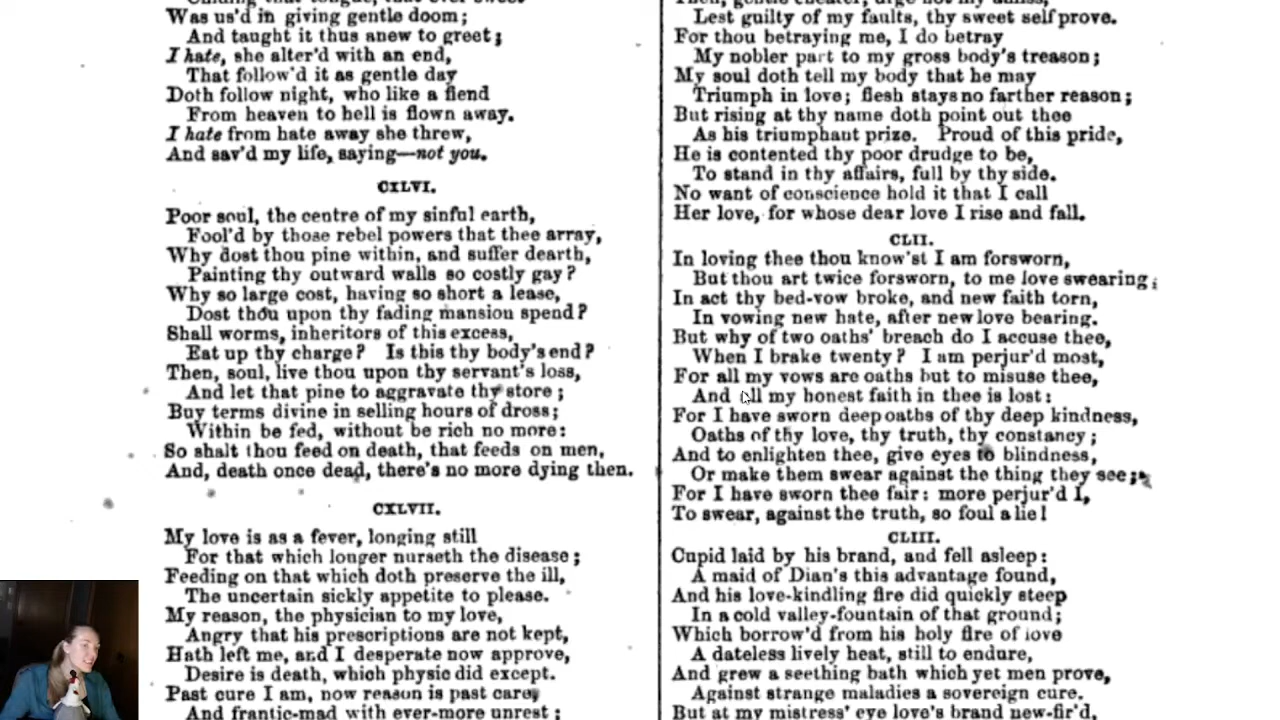 Was us'd in giving gentle doom;
And taught it thus anew to greet;
I hate, she alter'd with an end,
That follow'd it as gentle day
Doth follow night, who like a fiend
From heaven to hell is flown away.
I hate from hate away she threw,
And sav'd my life, saying—not you.
CXLVI.
Poor soul, the centre of my sinful earth,
Fool'd by those rebel powers that thee array,
Why dost thou pine within, and suffer dearth,
Painting thy outward walls so costly gay?
Why so large cost, having so short a lease,
Dost thou upon thy fading mansion spend?
Shall worms, inheritors of this excess,
Eat up thy charge? Is this thy body's end?
Then, soul, live thou upon thy servant's loss,
And let that pine to aggravate thy store;
Buy terms divine in selling hours of dross;
Within be fed, without be rich no more:
So shalt thou feed on death, that feeds on men,
And, death once dead, there's no more dying then.
CXLVII.
My love is as a fever, longing still
For that which longer nurseth the disease;
Feeding on that which doth preserve the ill,
The uncertain sickly appetite to please.
My reason, the physician to my love,
Angry that his prescriptions are not kept,
Hath left me, and I desperate now approve,
Desire is death, which physic did except.
Past cure I am, now reason is past care,
And frantic-mad with ever-more unrest;
Lest guilty of my faults, thy sweet self prove.
For thou betraying me, I do betray
My nobler part to my gross body's treason;
My soul doth tell my body that he may
Triumph in love; flesh stays no farther reason;
But rising at thy name doth point out thee
As his triumphant prize. Proud of this pride,
He is contented thy poor drudge to be,
To stand in thy affairs, full by thy side.
No want of conscience hold it that I call
Her love, for whose dear love I rise and fall.
CLII.
In loving thee thou know'st I am forsworn,
But thou art twice forsworn, to me love swearing;
In act thy bed-vow broke, and new faith torn,
In vowing new hate, after new love bearing.
But why of two oaths' breach do I accuse thee,
When I brake twenty? I am perjur'd most,
For all my vows are oaths but to misuse thee,
And all my honest faith in thee is lost:
For I have sworn deep oaths of thy deep kindness,
Oaths of thy love, thy truth, thy constancy;
And to enlighten thee, give eyes to blindness,
Or make them swear against the thing they see;
For I have sworn thee fair: more perjur'd I,
To swear, against the truth, so foul a lie!
CLIII.
Cupid laid by his brand, and fell asleep:
A maid of Dian's this advantage found,
And his love-kindling fire did quickly steep
In a cold valley-fountain of that ground;
Which borrow'd from his holy fire of love
A dateless lively heat, still to endure,
And grew a seething bath which yet men prove,
Against strange maladies a sovereign cure.
But at my mistress' eye love's brand new-fir'd,